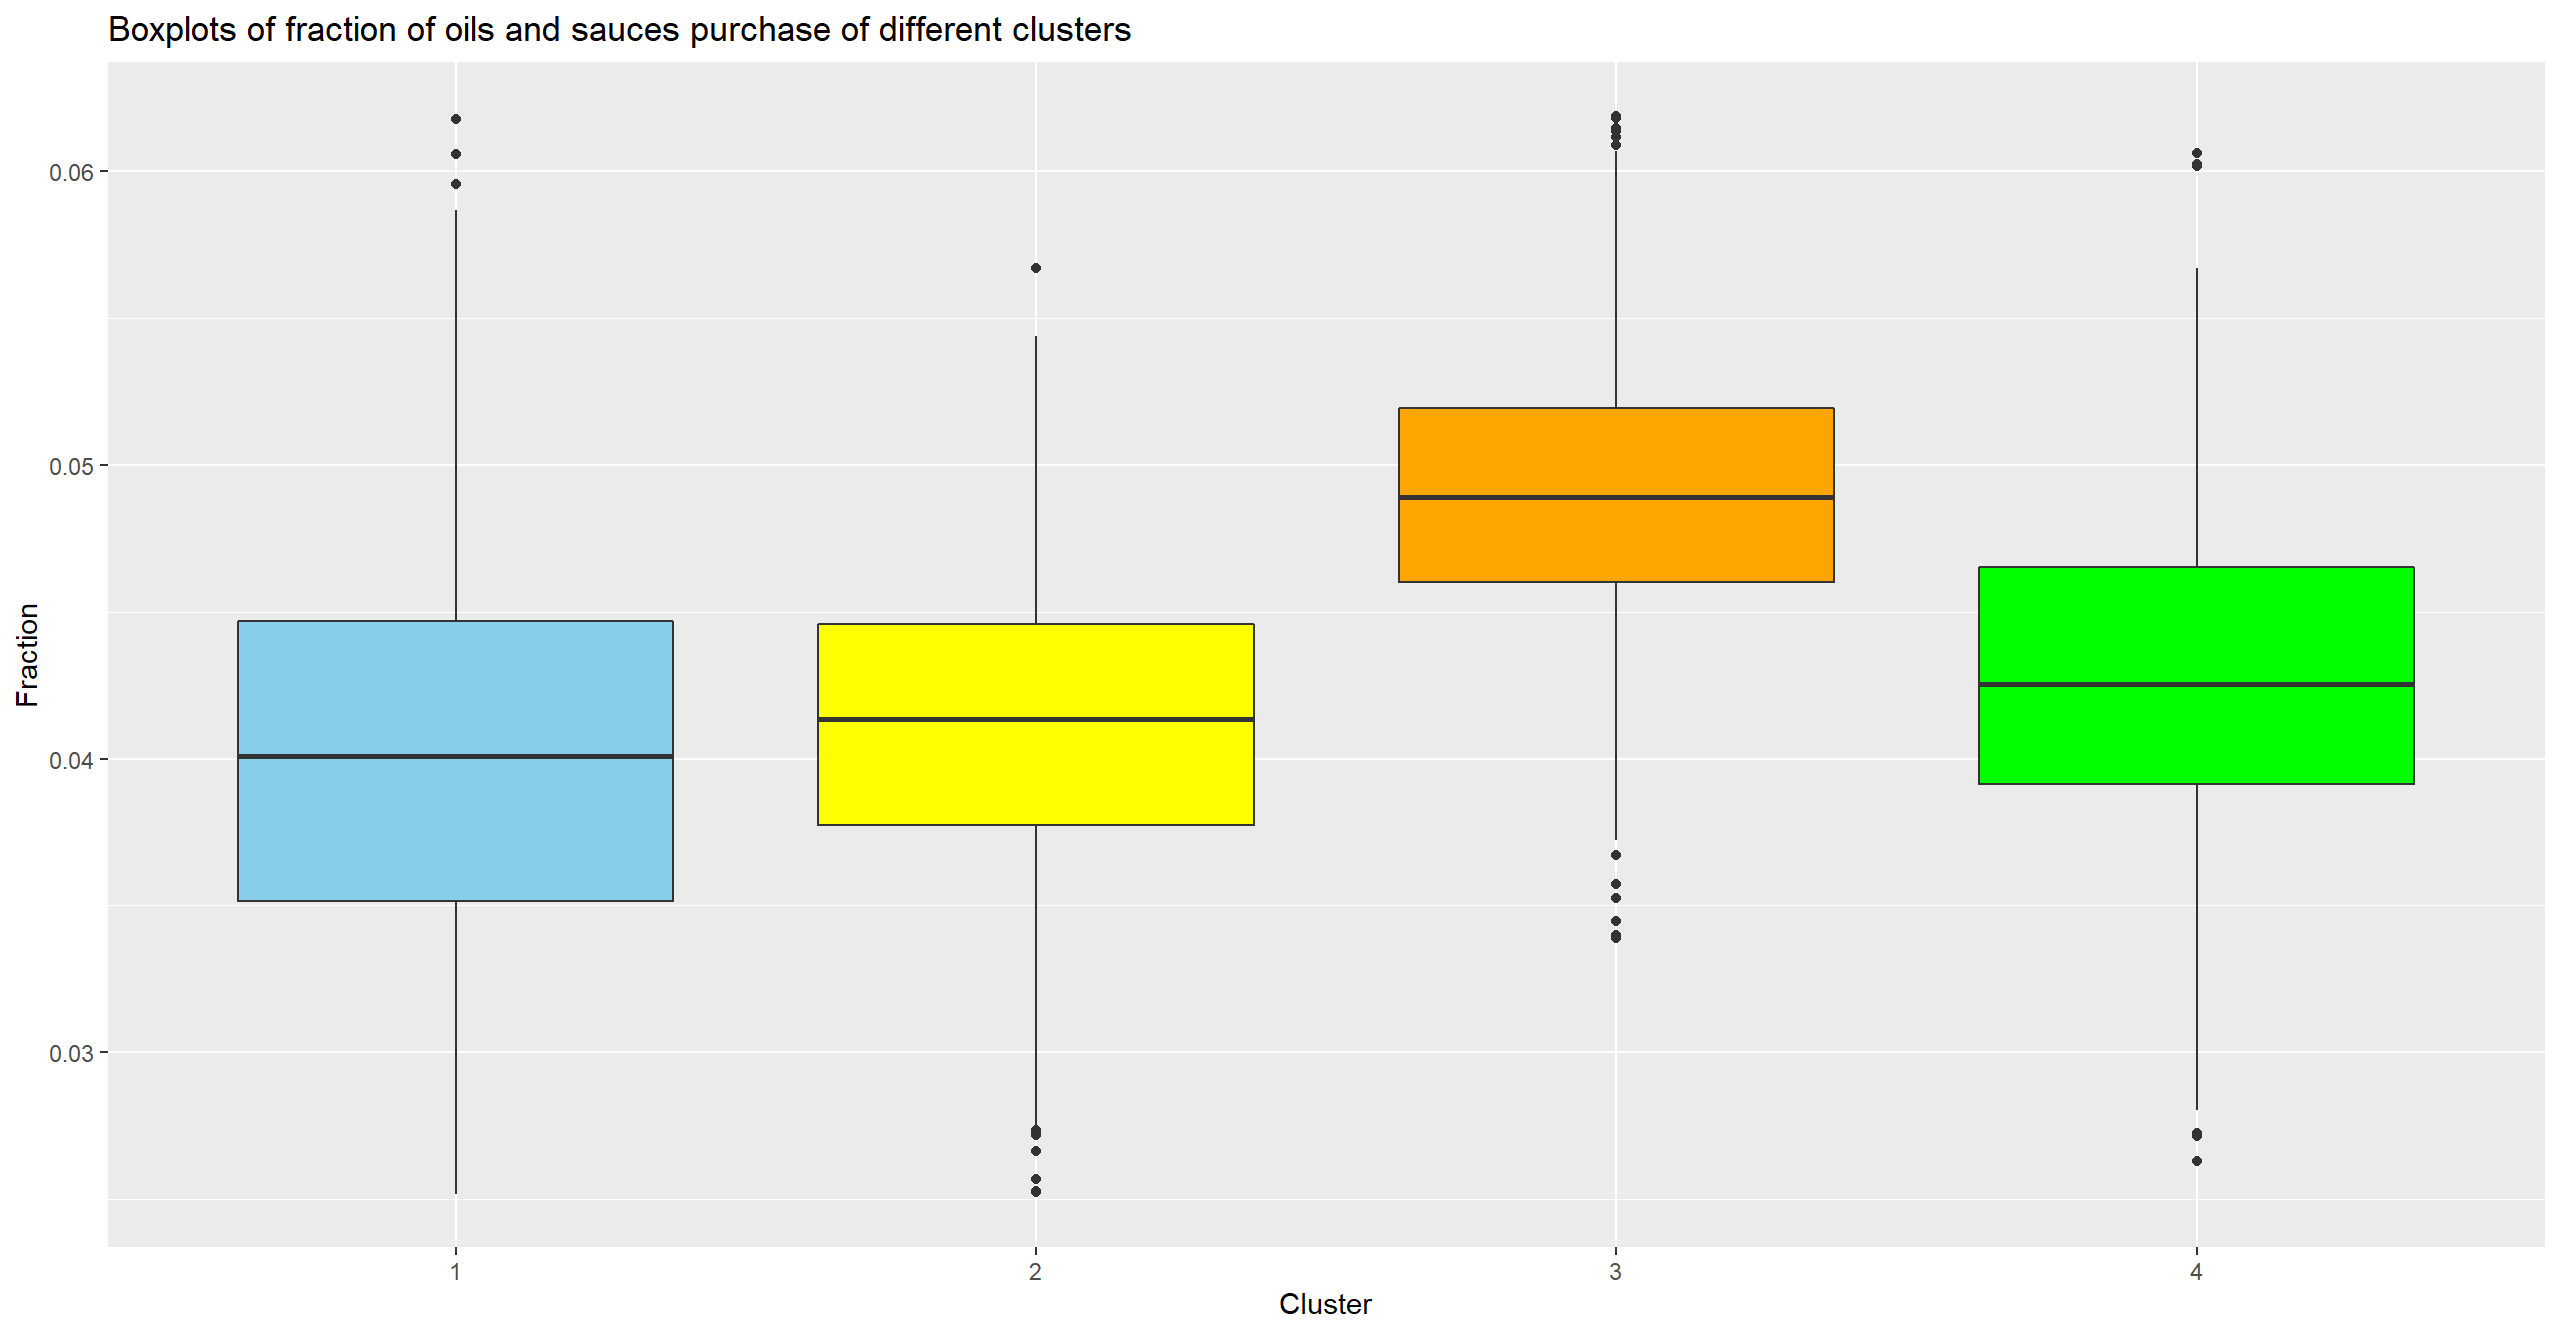 Boxplots of fraction of oils and sauces purchase of different clusters
0.06
0.05
0.04
0.03
Fraction
1 2 3 4
Cluster